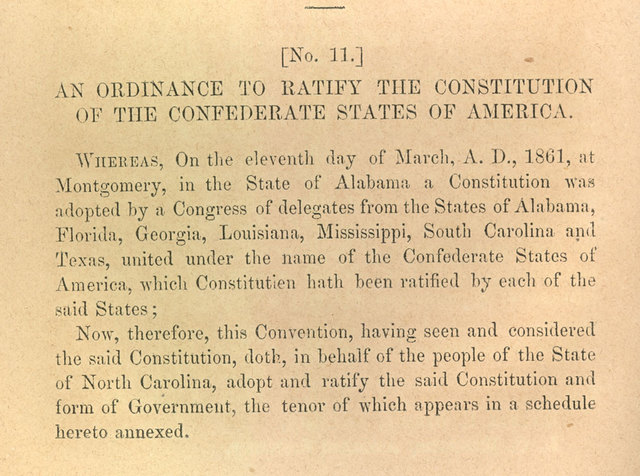 [No. 11.]
AN ORDINANCE TO RATIFY THE CONSTITUTION
OF THE CONFEDERATE STATES OF AMERICA.
WHEREAS, On the eleventh day of March, A. D., 1861, at
Montgomery, in the State of Alabama a Constitution was
adopted by a Congress of delegates from the States of Alabama,
Florida, Georgia, Louisiana, Mississippi, South Carolina and
Texas, united under the name of the Confederate States of
America, which Constitutien hath been ratified by each of the
said States;
Now, therefore, this Convention, having seen and considered
the said Constitution, doth, in behalf of the people of the State
of North Carolina, adopt and ratify the said Constitution and
form of Government, the tenor of which appears in a schedule
hereto annexed.